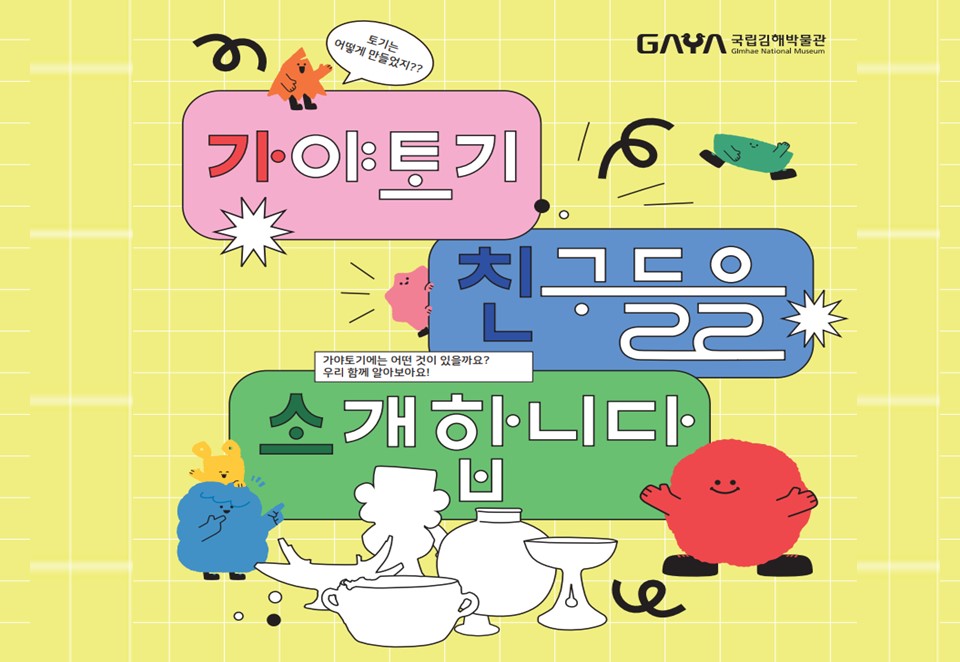 토기는
어떻게 만들었지??
GAYA 국립김해박물관
Gimhae National Museum
가야토기
친구들을
가야토기에는 어떤 것이 있을까요?
우리 함께 알아보아요!
소개합니다